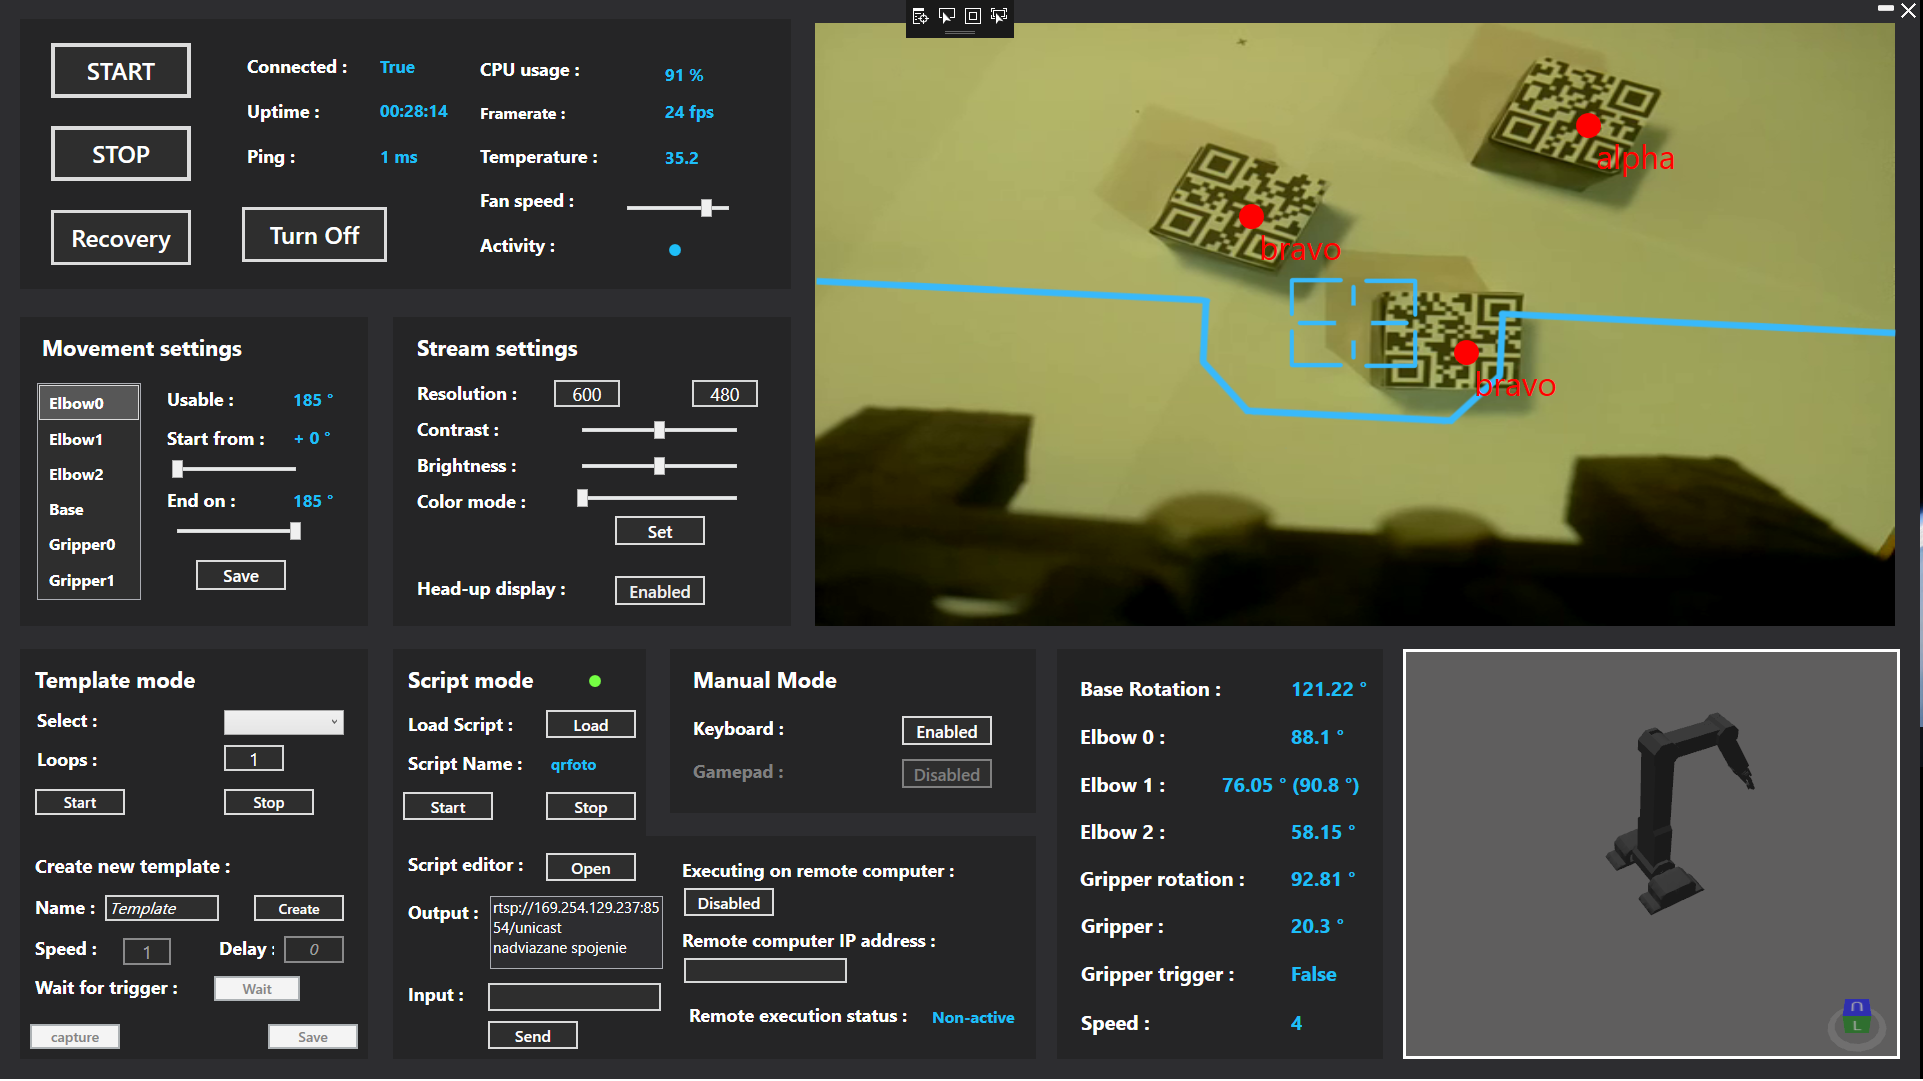 START
STOP
Recovery
Connected : True
Uptime : 00:28:14
Ping : 1 ms
Turn Off
CPU usage : 91 %
Framerate : 24 fps
Temperature : 35.2
Fan speed :
Activity :
alpha
bravo
bravo
Movement settings
Elbow0
Elbow1
Elbow2
Base
Gripper0
Gripper1
Usable : 185 °
Start from : + 0 °
End on : 185 °
Save
Stream settings
Resolution : 600 480
Contrast :
Brightness :
Color mode :
Set
Head-up display : Enabled
Template mode
Select :
Loops : 1
Start Stop
Create new template :
Name : Template Create
Speed : 1 Delay : 0
Wait for trigger : Wait
capture Save
Script mode
Load Script : Load
Script Name : qrfoto
Start Stop
Script editor : Open
Output : rtsp://169.254.129.237:85
54/unicast
nadviazane spojenie
Input :
Send
Manual Mode
Keyboard : Enabled
Gamepad : Disabled
Executing on remote computer :
Disabled
Remote computer IP address :
Remote execution status : Non-active
Base Rotation : 121.22 °
Elbow 0 : 88.1 °
Elbow 1 : 76.05 ° (90.8 °)
Elbow 2 : 58.15 °
Gripper rotation : 92.81 °
Gripper : 20.3 °
Gripper trigger : False
Speed : 4